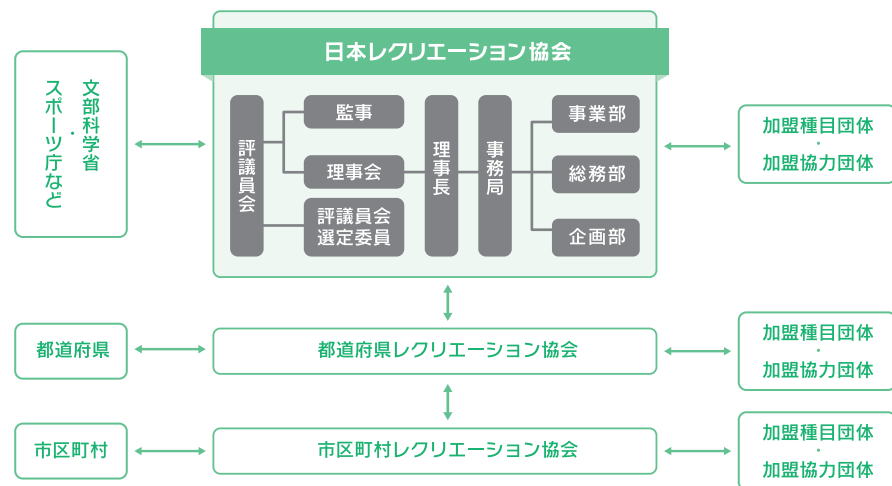 日本レクリエーション協会
文部科学省
・
スポーツ庁など
評議員会
監事
理事会
評議員会
選定委員
理事長
事務局
事業部
総務部
企画部
加盟種目団体
・
加盟協力団体
都道府県
都道府県レクリエーション協会
加盟種目団体
・
加盟協力団体
市区町村
市区町村レクリエーション協会
加盟種目団体
・
加盟協力団体